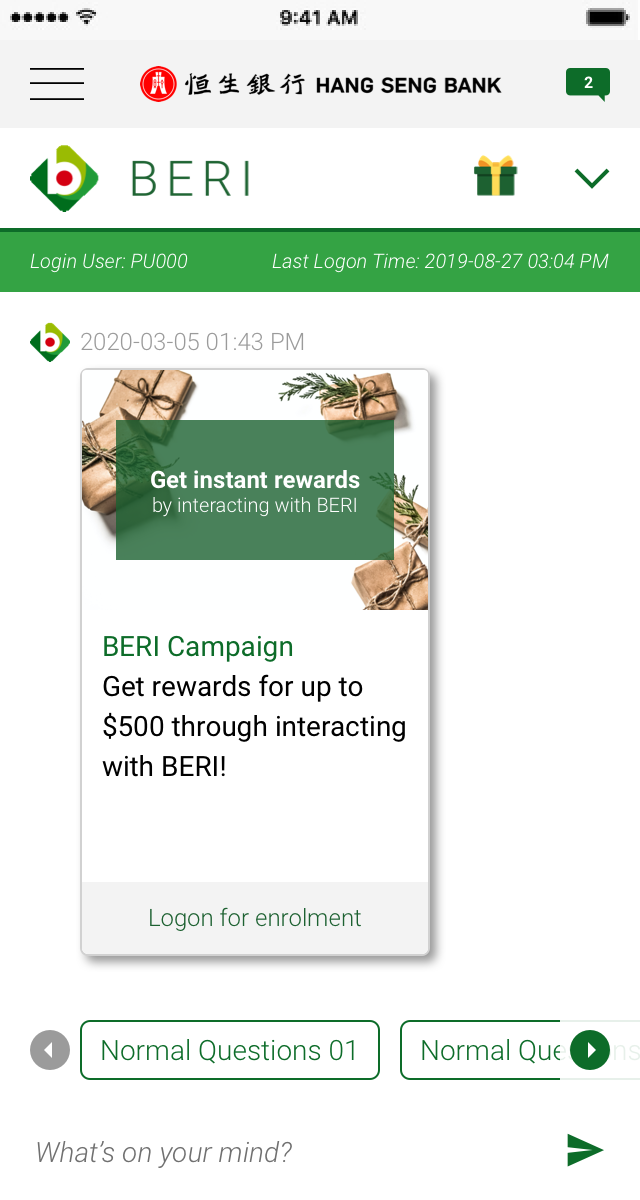 9:41 AM
恒生銀行 HANG SENG BANK
2
b BERI
Login User: PU000 Last Logon Time: 2019-08-27 03:04 PM
b 2020-03-05 01:43 PM
Get instant rewards
by interacting with BERI
BERI Campaign
Get rewards for up to
$500 through interacting
with BERI!
Logon for enrolment
Normal Questions 01 Normal Que ns
What's on your mind?